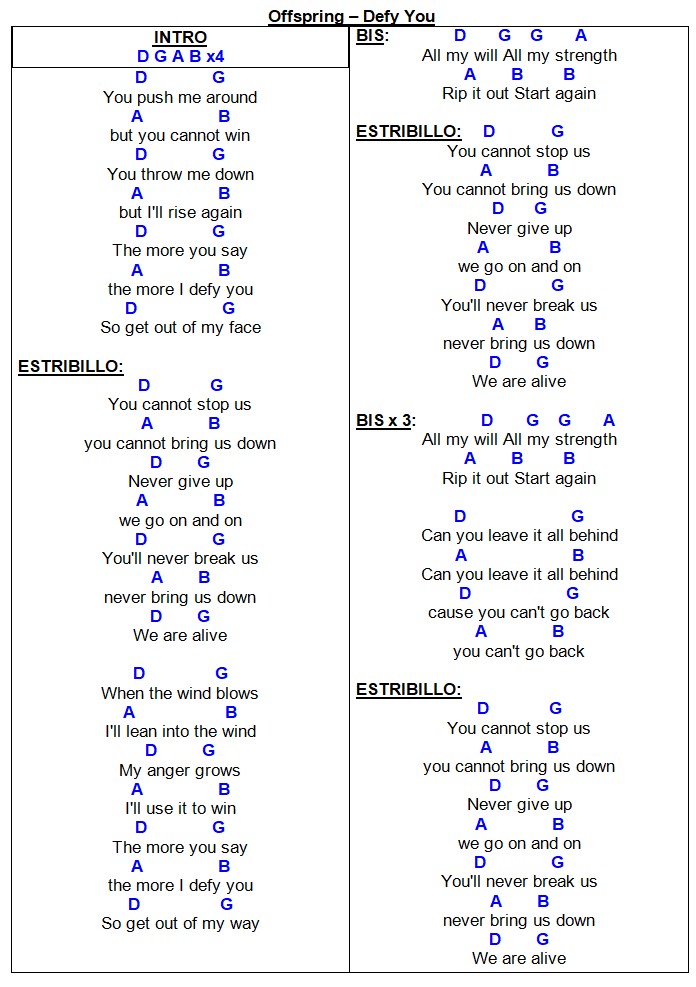 Offspring – Defy You
INTRO
D G A B x4
D G
You push me around
A B
but you cannot win
D G
You throw me down
A B
but I'll rise again
D G
The more you say
A B
the more I defy you
D G
So get out of my face
ESTRIBILLO:
D G
You cannot stop us
A B
you cannot bring us down
D G
Never give up
A B
we go on and on
D G
You'll never break us
A B
never bring us down
D G
We are alive
D G
When the wind blows
A B
I'll lean into the wind
D G
My anger grows
A B
I'll use it to win
D G
The more you say
A B
the more I defy you
D G
So get out of my way
BIS: D G G A
All my will All my strength
A B B
Rip it out Start again
ESTRIBILLO: D G
You cannot stop us
A B
You cannot bring us down
D G
Never give up
A B
we go on and on
D G
You'll never break us
A B
never bring us down
D G
We are alive
BIS x 3: D G G A
All my will All my strength
A B B
Rip it out Start again
D G
Can you leave it all behind
A B
Can you leave it all behind
D G
cause you can't go back
A B
you can't go back
ESTRIBILLO:
D G
You cannot stop us
A B
you cannot bring us down
D G
Never give up
A B
we go on and on
D G
You'll never break us
A B
never bring us down
D G
We are alive